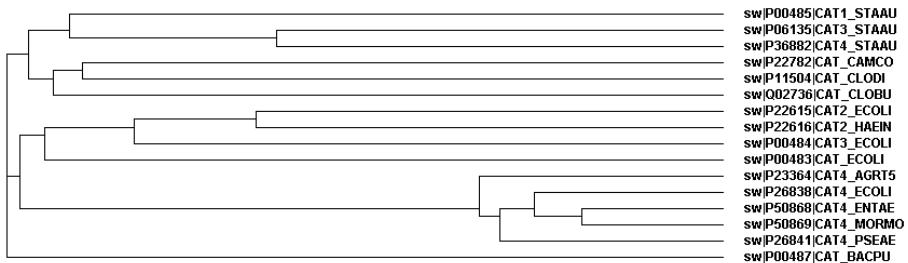 sw|P00485|CAT1_STAAU
sw|P06135|CAT3_STAAU
sw|P36882|CAT4_STAAU
sw|P22782|CAT_CAMCO
sw|P11504|CAT_CLODI
sw|Q02736|CAT_CLOBU
sw|P22615|CAT2_ECOLI
sw|P22616|CAT2_HAEIN
sw|P00484|CAT3_ECOLI
sw|P00483|CAT_ECOLI
sw|P23364|CAT4_AGRT5
sw|P26838|CAT4_ECOLI
sw|P50868|CAT4_ENTAE
sw|P50869|CAT4_MORMO
sw|P26841|CAT4_PSEAE
sw|P00487|CAT_BACPU